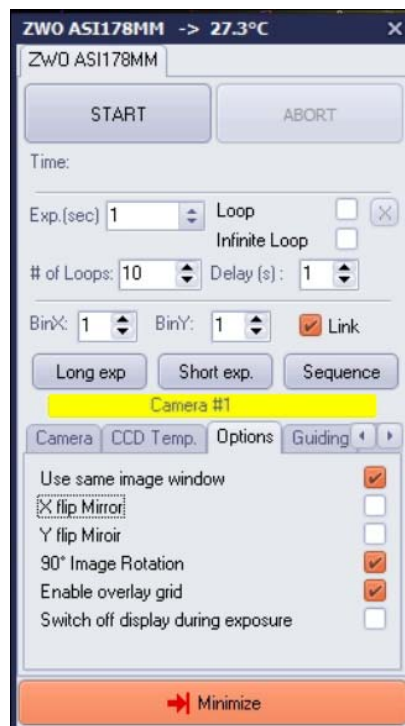 ZWO ASI178MM -> 27.3°C
ZWO ASI178MM
START ABORT
Time:
Exp.(sec) 1 Loop X
Infinite Loop
# of Loops: 10 Delay (s) : 1
BinX: 1 BinY: 1 Link
Long exp Short exp. Sequence
Camera #1
Camera CCD Temp. Options Guiding
Use same image window
X flip Mirror
Y flip Miroir
90° Image Rotation
Enable overlay grid
Switch off display during exposure
Minimize